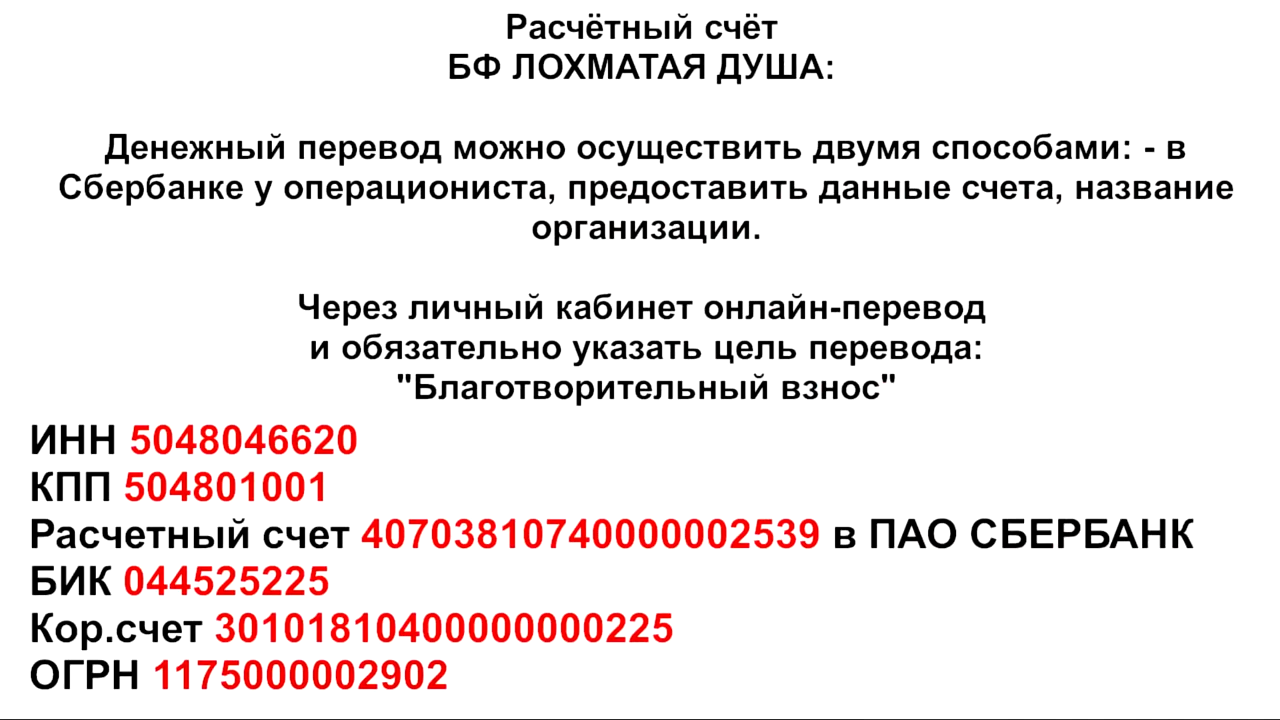 Расчётный счёт
БФ ЛОХМАТАЯ ДУША:
Денежный перевод можно осуществить двумя способами: - в
Сбербанке у операциониста, предоставить данные счета, название
организации.
Через личный кабинет онлайн-перевод
и обязательно указать цель перевода:
"Благотворительный взнос"
ИНН 5048046620
КПП 504801001
Расчетный счет 40703810740000002539 в ПАО СБЕРБАНК
БИК 044525225
Кор.счет 30101810400000000225
ОГРН 1175000002902